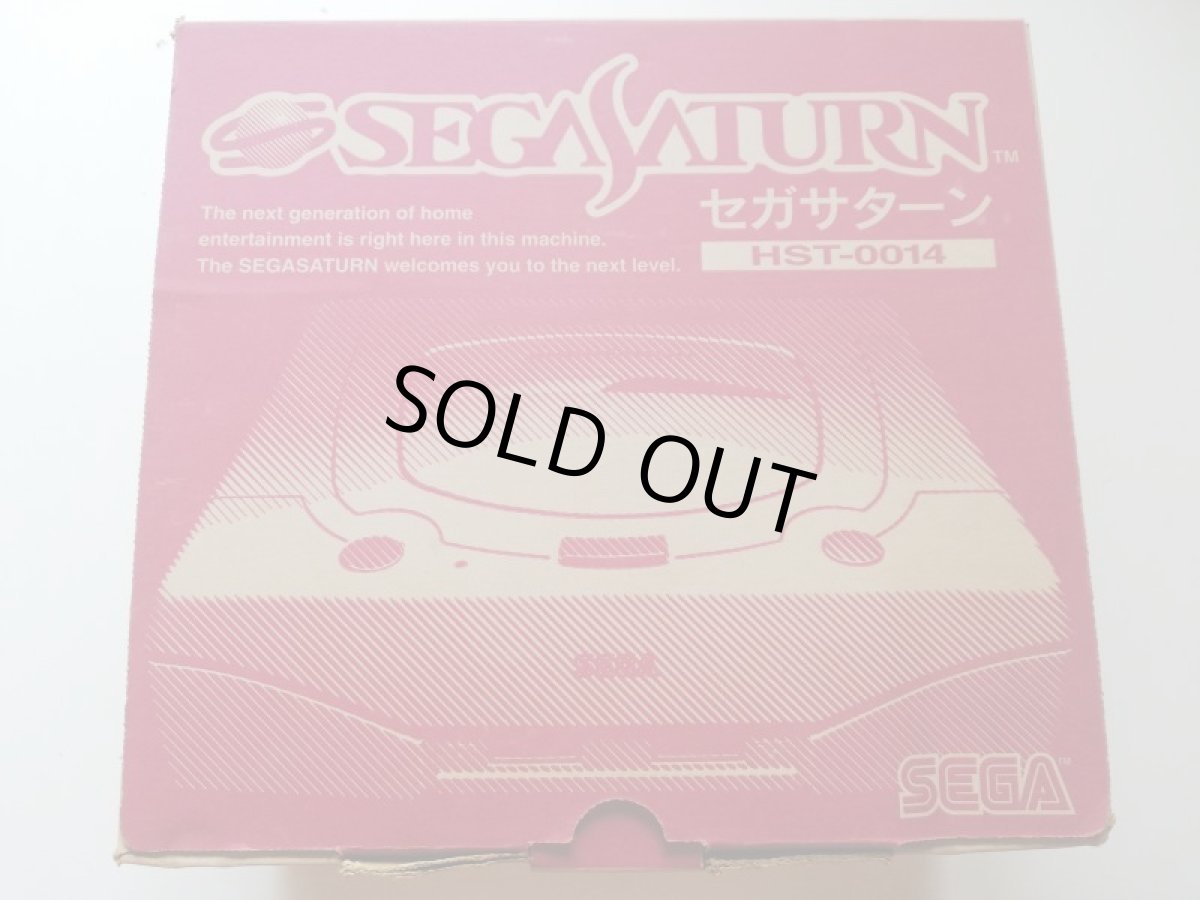 SEGASATURN™
セガサターン
HST-0014
The next generation of home
entertainment is right here in this machine.
The SEGASATURN welcomes you to the next level.
SOLD OUT
SEGA
SEGA™